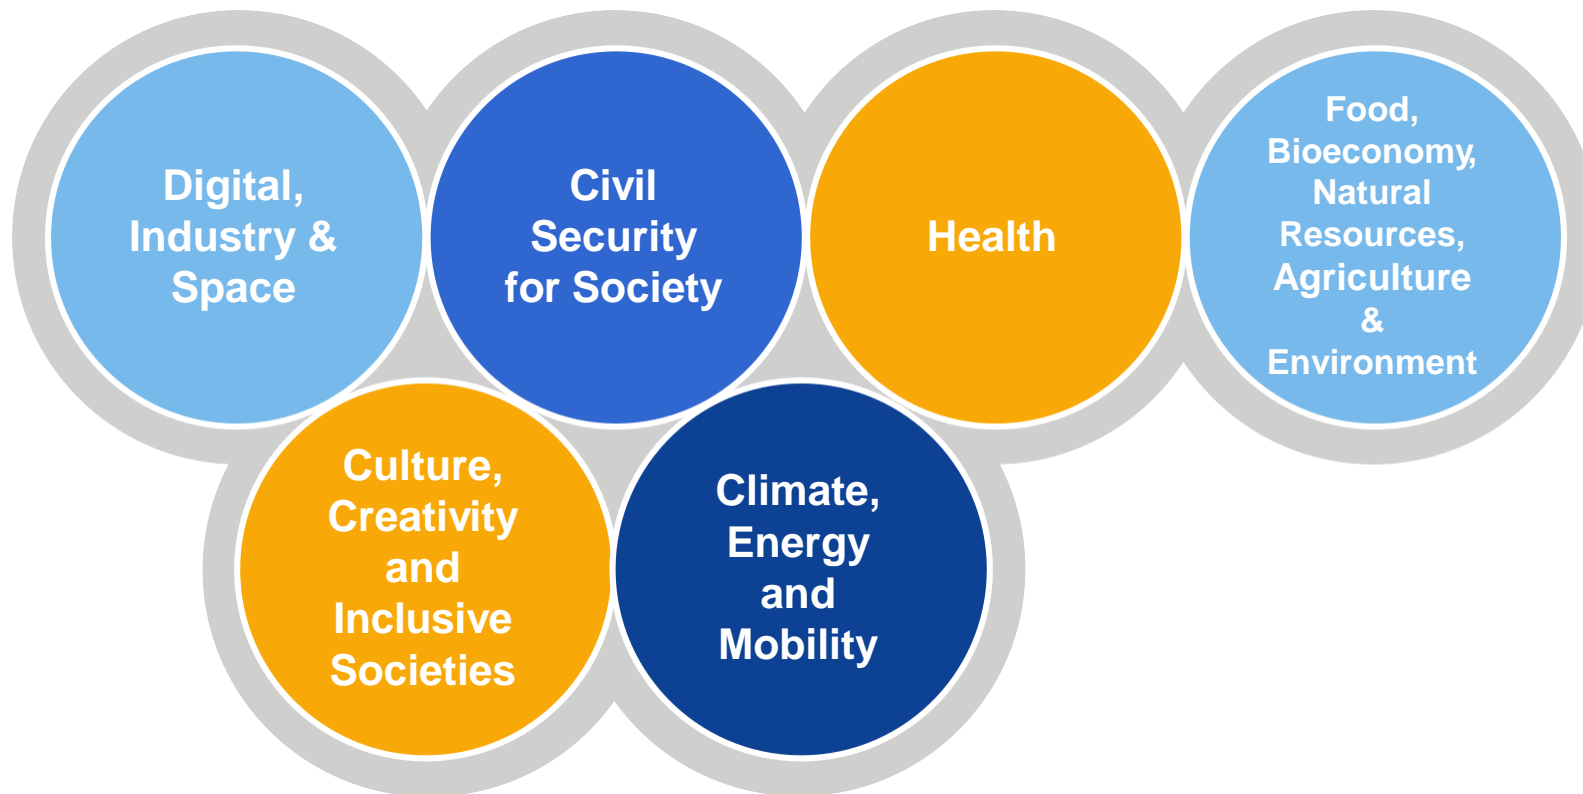 Digital,
Industry &
Space
Civil
Security
for Society
Health
Food,
Bioeconomy,
Natural
Resources,
Agriculture
&
Environment
Culture,
Creativity
and
Inclusive
Societies
Climate,
Energy
and
Mobility